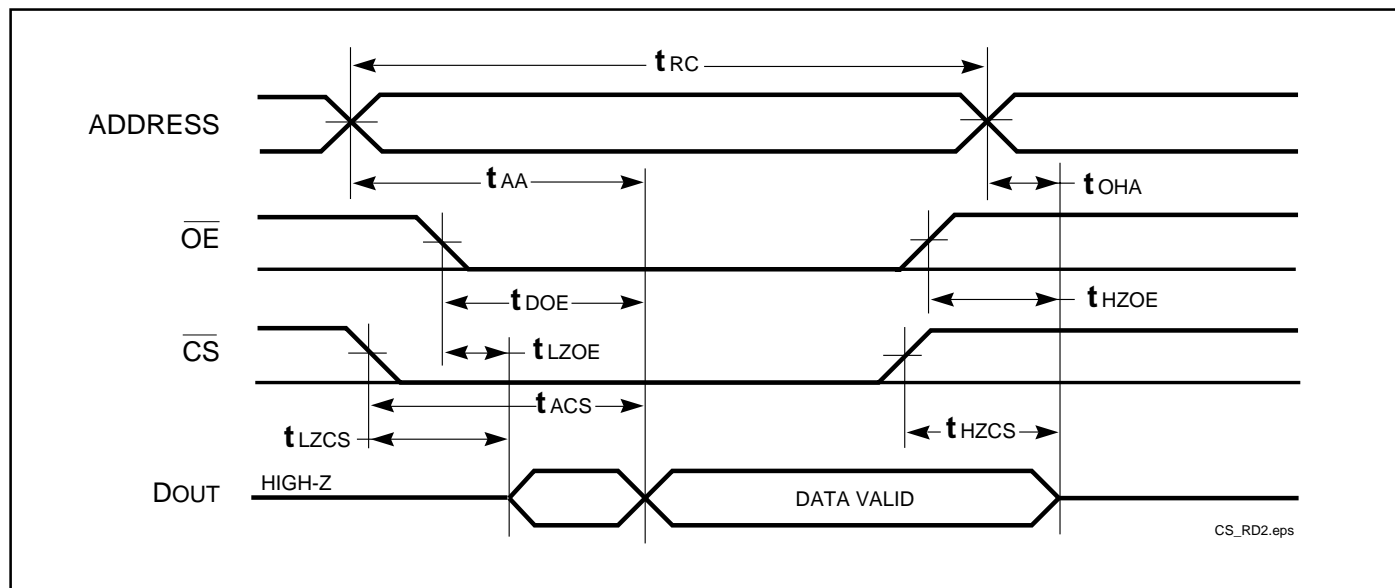 tRC
ADDRESS
tAA
tOHA
OE
tDOE
tHZOE
CS
tLZOE
tACS
tLZCS
tHZCS
DOUT
HIGH-Z
DATA VALID
CS_RD2.eps